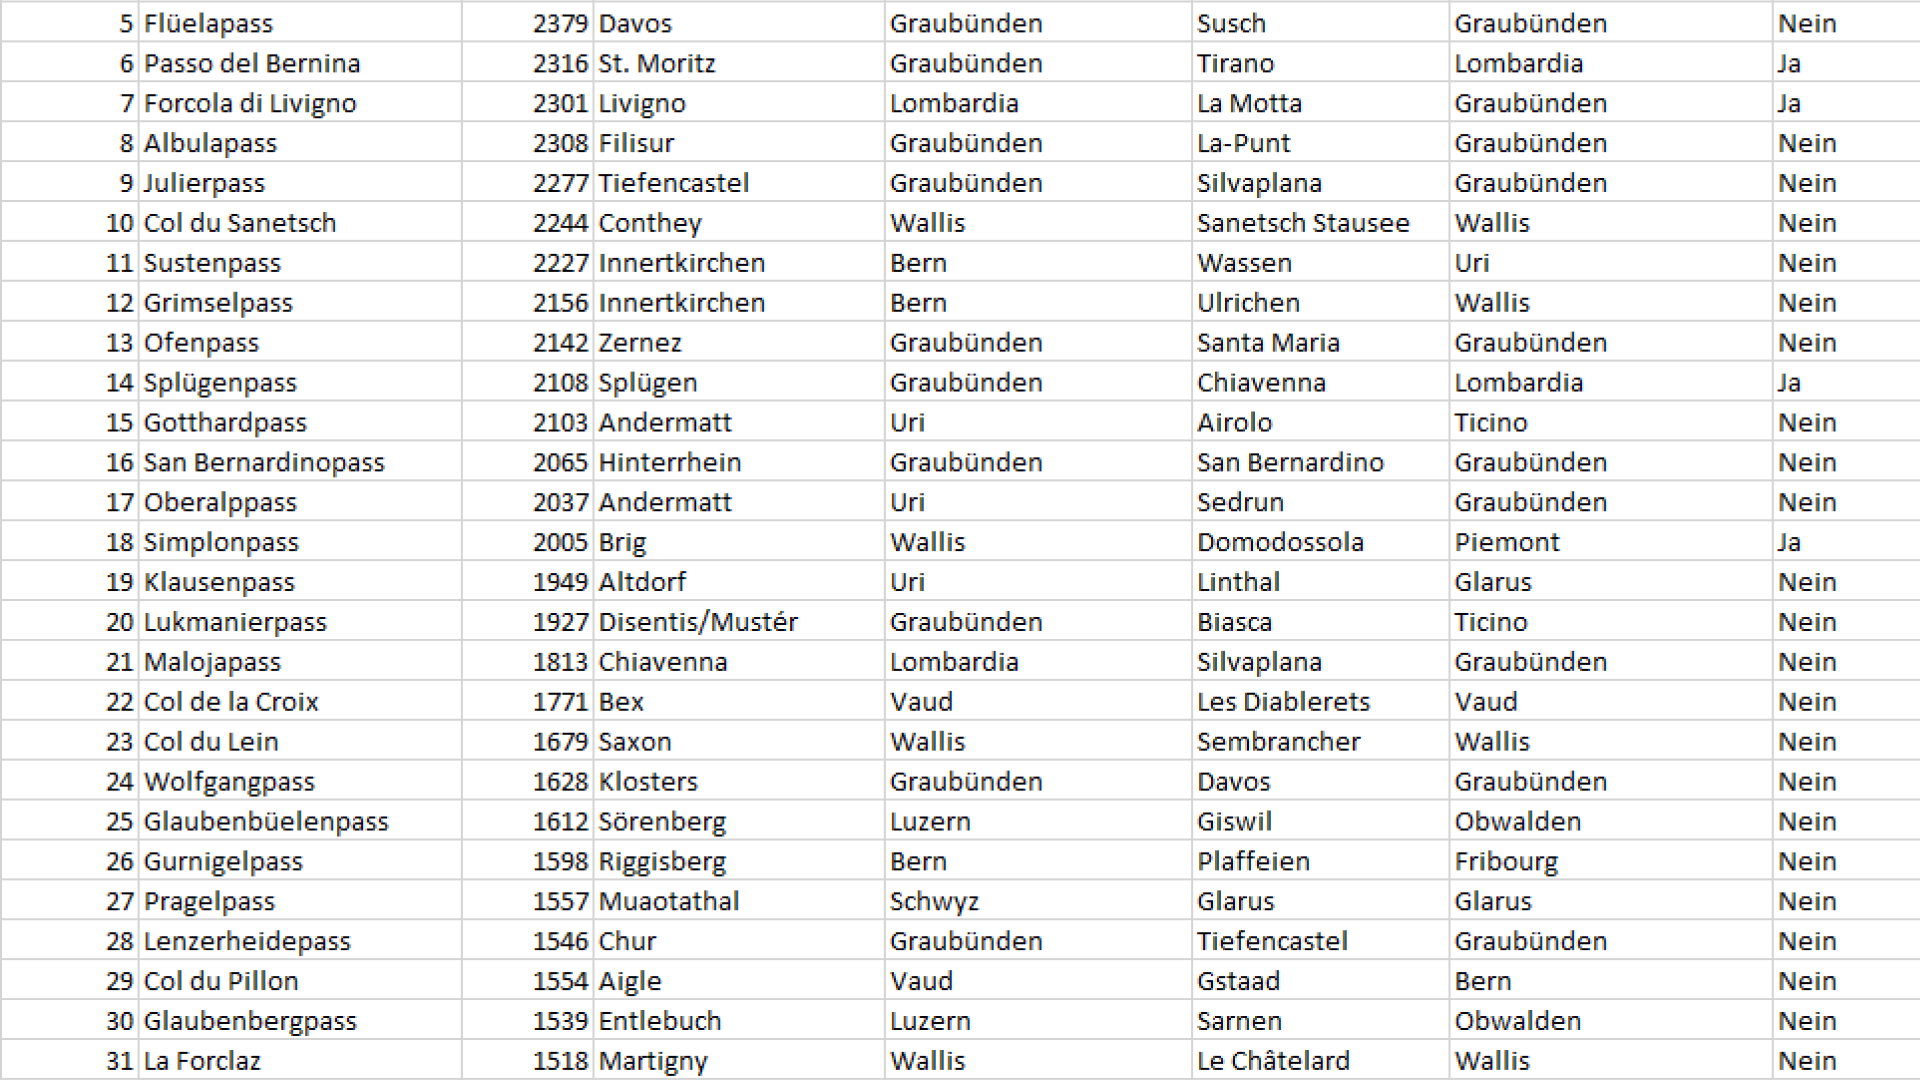 5 Flüelapass 2379 Davos Graubünden Susch Graubünden Nein
6 Passo del Bernina 2316 St. Moritz Graubünden Tirano Lombardia Ja
7 Forcola di Livigno 2301 Livigno Lombardia La Motta Graubünden Ja
8 Albulapass 2308 Filisur Graubünden La-Punt Graubünden Nein
9 Julierpass 2277 Tiefencastel Graubünden Silvaplana Graubünden Nein
10 Col du Sanetsch 2244 Conthey Wallis Sanetsch Stausee Wallis Nein
11 Sustenpass 2227 Innertkirchen Bern Wassen Uri Nein
12 Grimselpass 2156 Innertkirchen Bern Ulrichen Wallis Nein
13 Ofenpass 2142 Zernez Graubünden Santa Maria Graubünden Nein
14 Splügenpass 2108 Splügen Graubünden Chiavenna Lombardia Ja
15 Gotthardpass 2103 Andermatt Uri Airolo Ticino Nein
16 San Bernardinopass 2065 Hinterrhein Graubünden San Bernardino Graubünden Nein
17 Oberalppass 2037 Andermatt Uri Sedrun Graubünden Nein
18 Simplonpass 2005 Brig Wallis Domodossola Piemont Ja
19 Klausenpass 1949 Altdorf Uri Linthal Glarus Nein
20 Lukmanierpass 1927 Disentis/Mustér Graubünden Biasca Ticino Nein
21 Malojapass 1813 Chiavenna Lombardia Silvaplana Graubünden Nein
22 Col de la Croix 1771 Bex Vaud Les Diablerets Vaud Nein
23 Col du Lein 1679 Saxon Wallis Sembrancher Wallis Nein
24 Wolfgangpass 1628 Klosters Graubünden Davos Graubünden Nein
25 Glaubenbüelenpass 1612 Sörenberg Luzern Giswil Obwalden Nein
26 Gurnigelpass 1598 Riggisberg Bern Plaffeien Fribourg Nein
27 Pragelpass 1557 Muaotathal Schwyz Glarus Glarus Nein
28 Lenzerheidepass 1546 Chur Graubünden Tiefencastel Graubünden Nein
29 Col du Pillon 1554 Aigle Vaud Gstaad Bern Nein
30 Glaubenbergpass 1539 Entlebuch Luzern Sarnen Obwalden Nein
31 La Forclaz 1518 Martigny Wallis Le Châtelard Wallis Nein